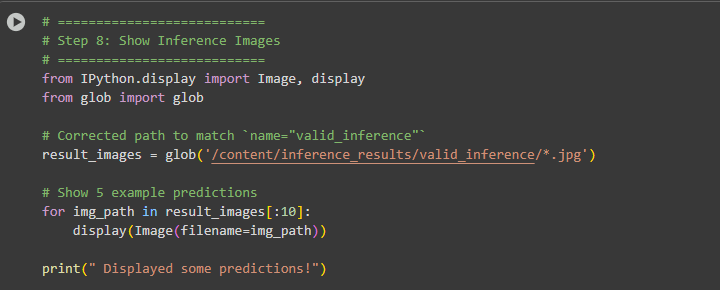 # ===========================
# Step 8: Show Inference Images
# ===========================
from IPython.display import Image, display
from glob import glob
# Corrected path to match `name="valid_inference"`
result_images = glob('/content/inference_results/valid_inference/*.jpg')
# Show 5 example predictions
for img_path in result_images[:10]:
    display(Image(filename=img_path))
print(" Displayed some predictions!")